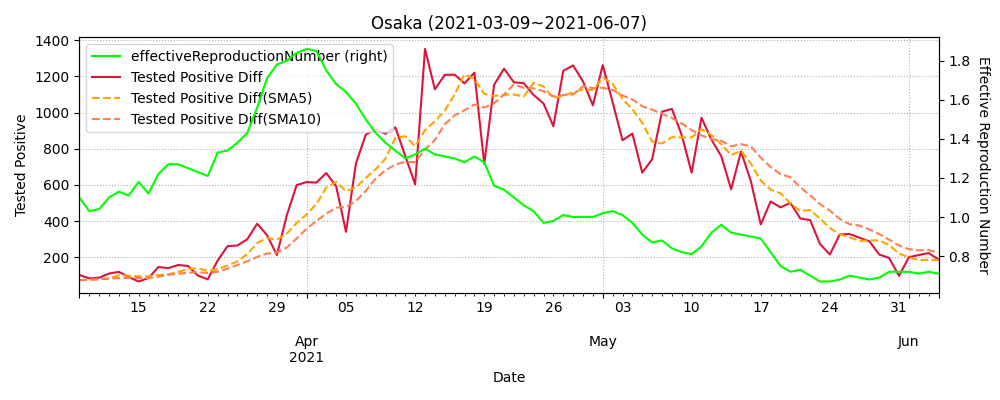 Osaka (2021-03-09~2021-06-07)
effectiveReproductionNumber (right)
Tested Positive Diff
Tested Positive Diff(SMA5)
Tested Positive Diff(SMA10)
Tested Positive
1400
1200
1000
800
600
400
200
Effective Reproduction Number
1.8
1.6
1.4
1.2
1.0
0.8
15 22 29 05 12 19 26 03 10 17 24 31
Apr May Jun
2021
Date